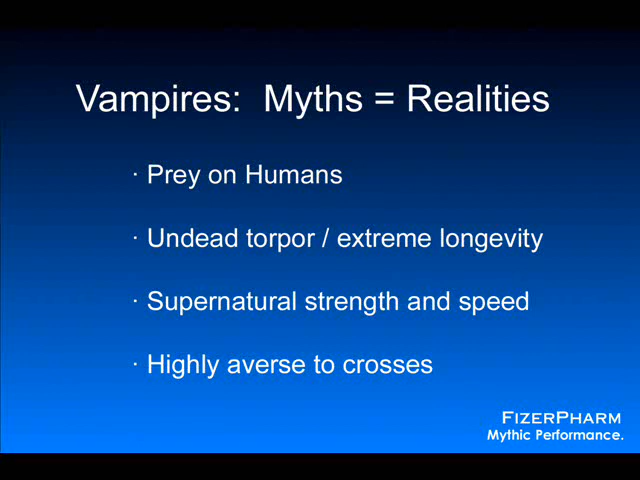 Vampires: Myths = Realities
· Prey on Humans
· Undead torpor / extreme longevity
· Supernatural strength and speed
· Highly averse to crosses
FIZERPHARM
Mythic Performance.